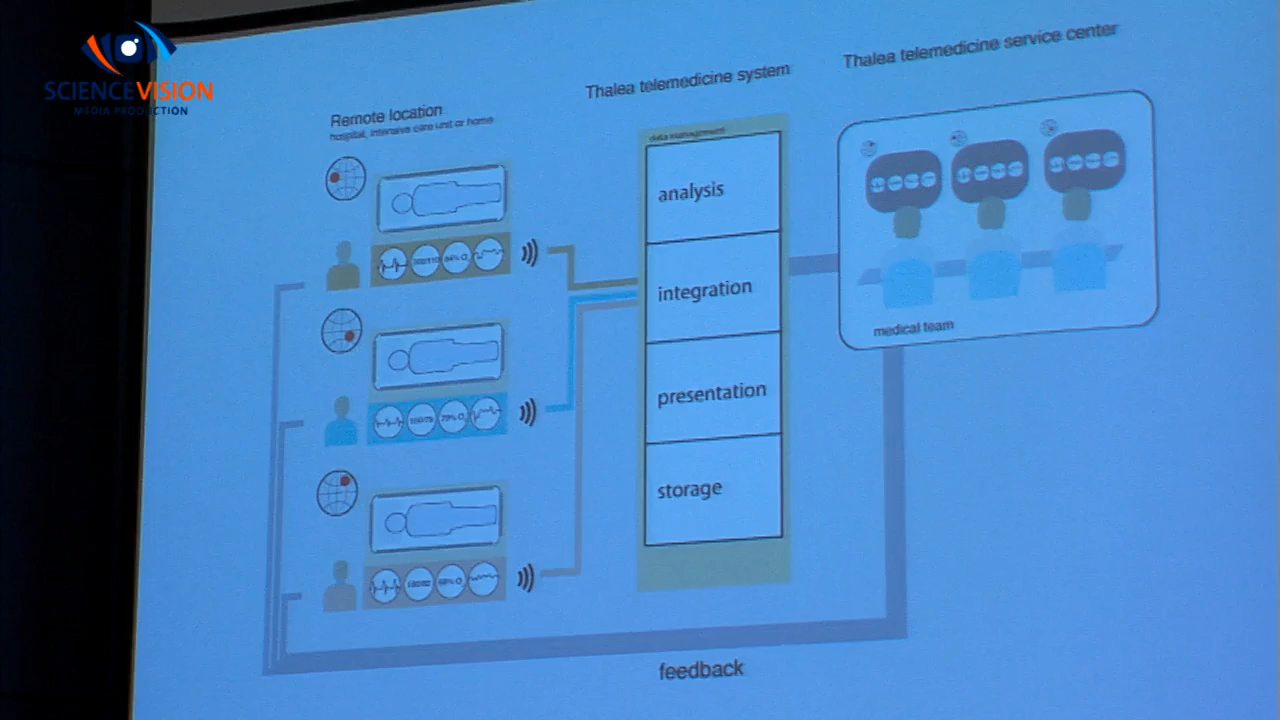 SCIENCEVISION
MEDIA PRODUCTION
Remote location
hospital, intensive care unit or home
Thalea telemedicine system
Thalea telemedicine service center
data management
analysis
integration
presentation
storage
medical team
feedback